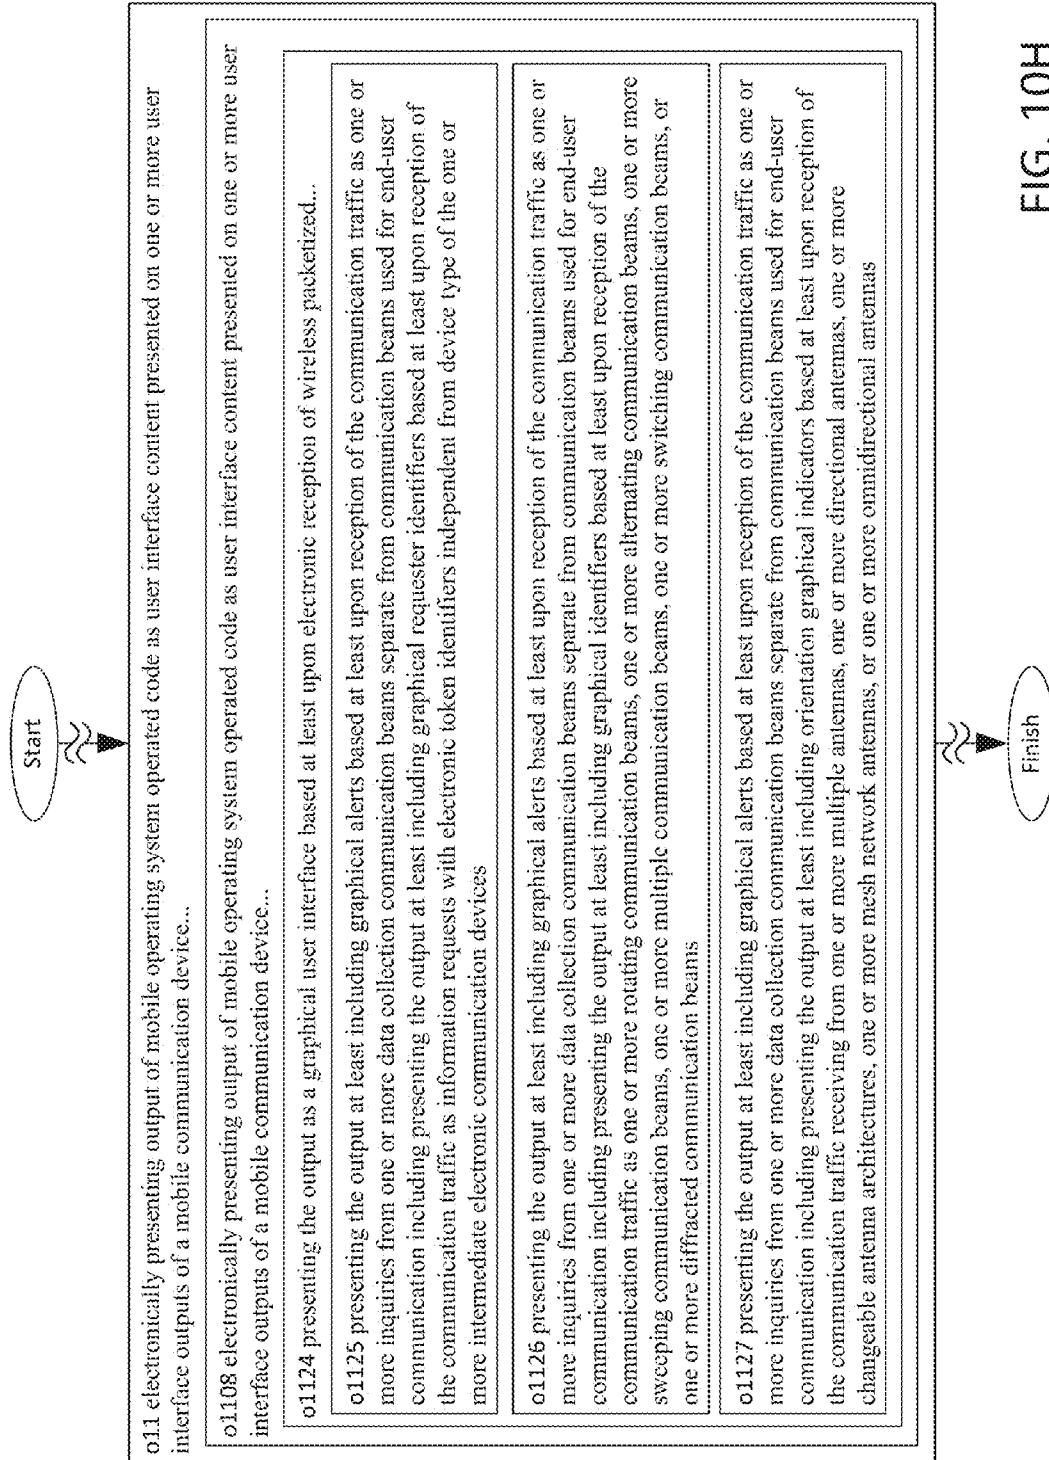 Start
o11 electronically presenting output of mobile operating system operated code as user interface content presented on one or more user
interface outputs of a mobile communication device...
o1108 electronically presenting output of mobile operating system operated code as user interface content presented on one or more user
interface outputs of a mobile communication device...
o1124 presenting the output as a graphical user interface based at least upon electronic reception of wireless packetized...
o1125 presenting the output at least including graphical alerts based at least upon reception of the communication traffic as one or
more inquiries from one or more data collection communication beams separate from communication beams used for end-user
communication including presenting the output at least including graphical requester identifiers based at least upon reception of
the communication traffic as information requests with electronic token identifiers independent from device type of the one or
more intermediate electronic communication devices
o1126 presenting the output at least including graphical alerts based at least upon reception of the communication traffic as one or
more inquiries from one or more data collection communication beams separate from communication beams used for end-user
communication including presenting the output at least including graphical identifiers based at least upon reception of the
communication traffic as one or more rotating communication beams, one or more alternating communication beams, one or more
sweeping communication beans, one or more multiple communication beams, one or more switching communication beams, or
one or more diffracted communication beams
o1127 presenting the output at least including graphical alerts based at least upon reception of the communication traffic as one or
more inquiries from one or more data collection communication beams separate from communication beams used for end-user
communication including presenting the output at least including orientation graphical indicators based at least upon reception of
the communication traffic receiving from one or more multiple antennas, one or more directional antennas, one or more
changeable antenna architectures, one or more mesh network antennas, or one or more omnidirectional antennas
Finish
FIG. 10H